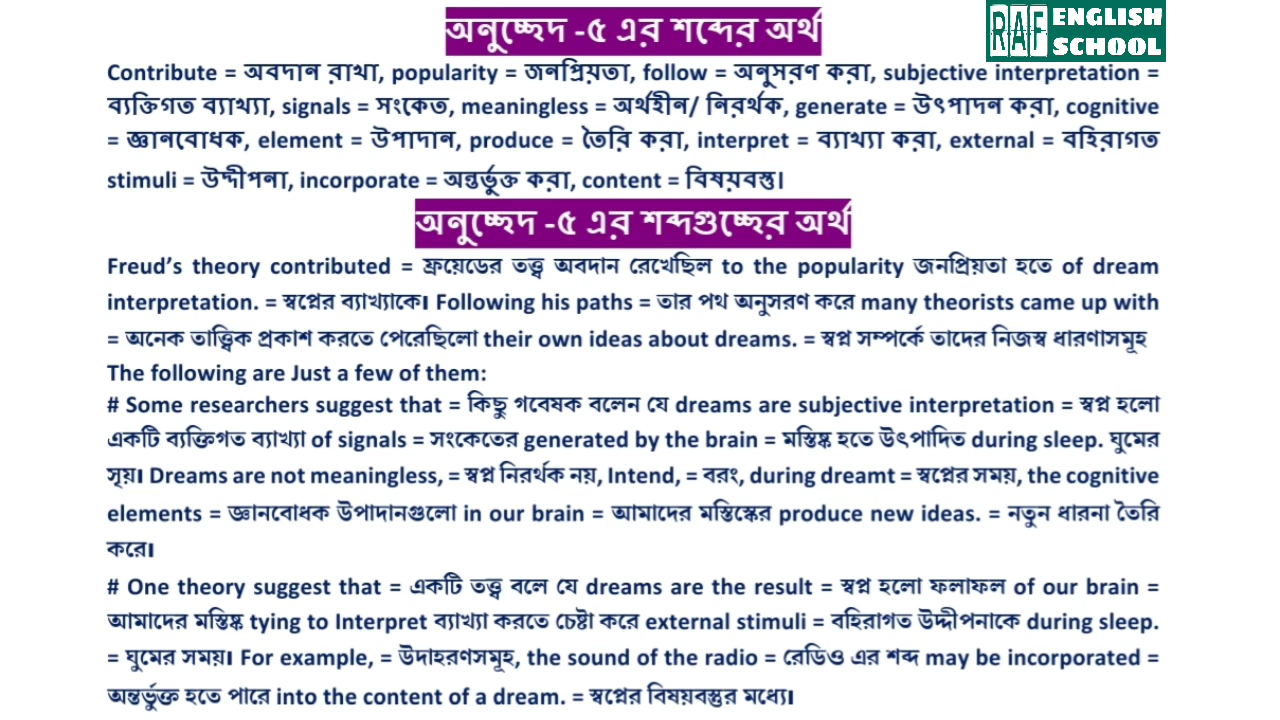 অনুচ্ছেদ -৫ এর শব্দের অর্থ
RAF ENGLISH SCHOOL
Contribute = অবদান রাখা, popularity = জনপ্রিয়তা, follow = অনুসরণ করা, subjective interpretation =
ব্যক্তিগত ব্যাখ্যা, signals = সংকেত, meaningless = অর্থহীন/ নিরর্থক, generate = উৎপাদন করা, cognitive
= জ্ঞানবোধক, element = উপাদান, produce = তৈরি করা, interpret = ব্যাখ্যা করা, external = বহিরাগত
stimuli = উদ্দীপনা, incorporate = অন্তর্ভুক্ত করা, content = বিষয়বস্তু।
অনুচ্ছেদ -৫ এর শব্দগুচ্ছের অর্থ
Freud’s theory contributed = ফ্রয়েডের তত্ত্ব অবদান রেখেছিল to the popularity জনপ্রিয়তা হতে of dream
interpretation. = স্বপ্নের ব্যাখ্যাকে। Following his paths = তার পথ অনুসরণ করে many theorists came up with
= অনেক তাত্ত্বিক প্রকাশ করতে পেরেছিলো their own ideas about dreams. = স্বপ্ন সম্পর্কে তাদের নিজস্ব ধারণাসমূহ
The following are Just a few of them:
# Some researchers suggest that = কিছু গবেষক বলেন যে dreams are subjective interpretation = স্বপ্ন হলো
একটি ব্যক্তিগত ব্যাখ্যা of signals = সংকেতের generated by the brain = মস্তিষ্ক হতে উৎপাদিত during sleep. ঘুমের
সৃয়। Dreams are not meaningless, = স্বপ্ন নিরর্থক নয়, Intend, = বরং, during dreamt = স্বপ্নের সময়, the cognitive
elements = জ্ঞানবোধক উপাদানগুলো in our brain = আমাদের মস্তিস্কের produce new ideas. = নতুন ধারনা তৈরি
করে।
# One theory suggest that = একটি তত্ত্ব বলে যে dreams are the result = স্বপ্ন হলো ফলাফল of our brain =
আমাদের মস্তিষ্ক tying to Interpret ব্যাখ্যা করতে চেষ্টা করে external stimuli = বহিরাগত উদ্দীপনাকে during sleep.
= ঘুমের সময়। For example, = উদাহরণসমূহ, the sound of the radio = রেডিও এর শব্দ may be incorporated =
অন্তর্ভুক্ত হতে পারে into the content of a dream. = স্বপ্নের বিষয়বস্তুর মধ্যে।